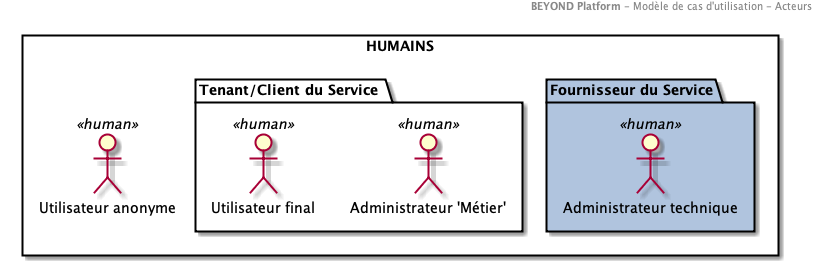 BEYOND Platform – Modèle de cas d'utilisation – Acteurs
HUMAINS
Tenant/Client du Service
Fournisseur du Service
«human»
«human»
«human»
«human»
Utilisateur anonyme
Utilisateur final
Administrateur 'Métier'
Administrateur technique